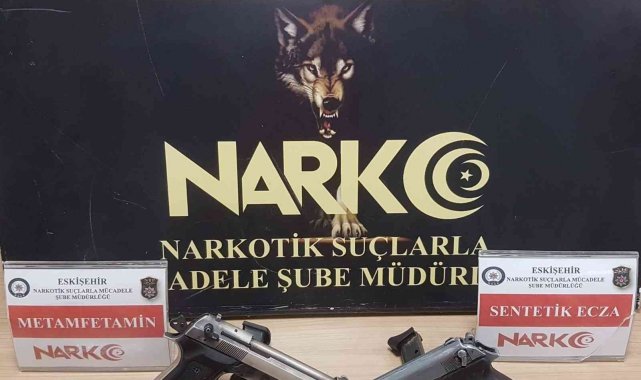 NARKO
NARKOTİK SUÇLARLA
ADELE ŞUBE MÜDÜRL
ESKİŞEHİR
NARKOTİK SUÇLARLA MÜCADELE
ŞUBE MÜDÜRLÜĞÜ
METAMFETAMİN
NARKO
ESKİŞEHİR
NARKOTİK SUÇLARLA MÜCADELE
ŞUBE MÜDÜRLÜĞÜ
SENTETİK ECZA
NARKO